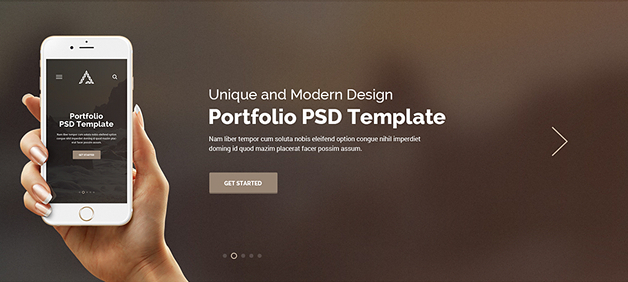 Unique and Modern Design
Portfolio PSD Template
Nam liber tempor cum soluta nobis eleifend option congue nihil imperdiet
doming id quod mazim placerat facer possim assum.
GET STARTED
Portfolio
PSD Template
GET STARTED